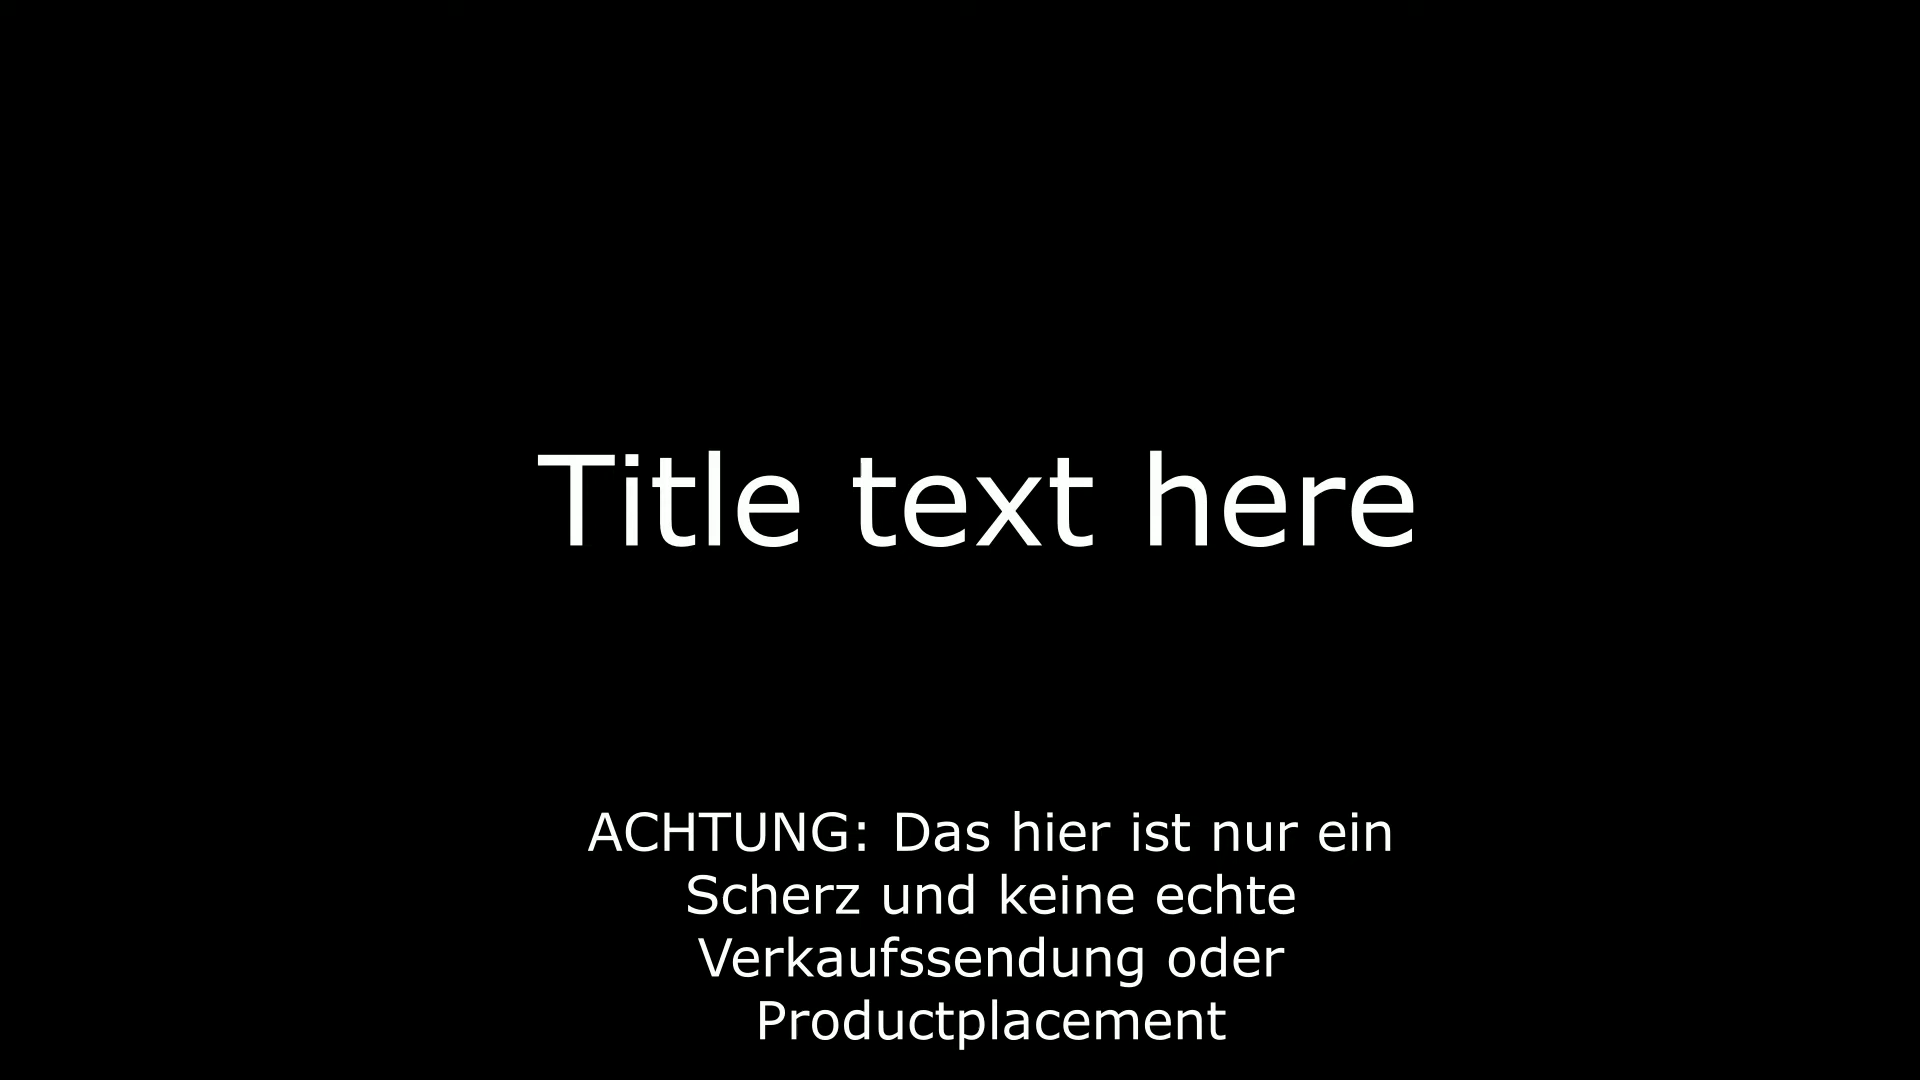 Title text here
ACHTUNG: Das hier ist nur ein
Scherz und keine echte
Verkaufssendung oder
Productplacement